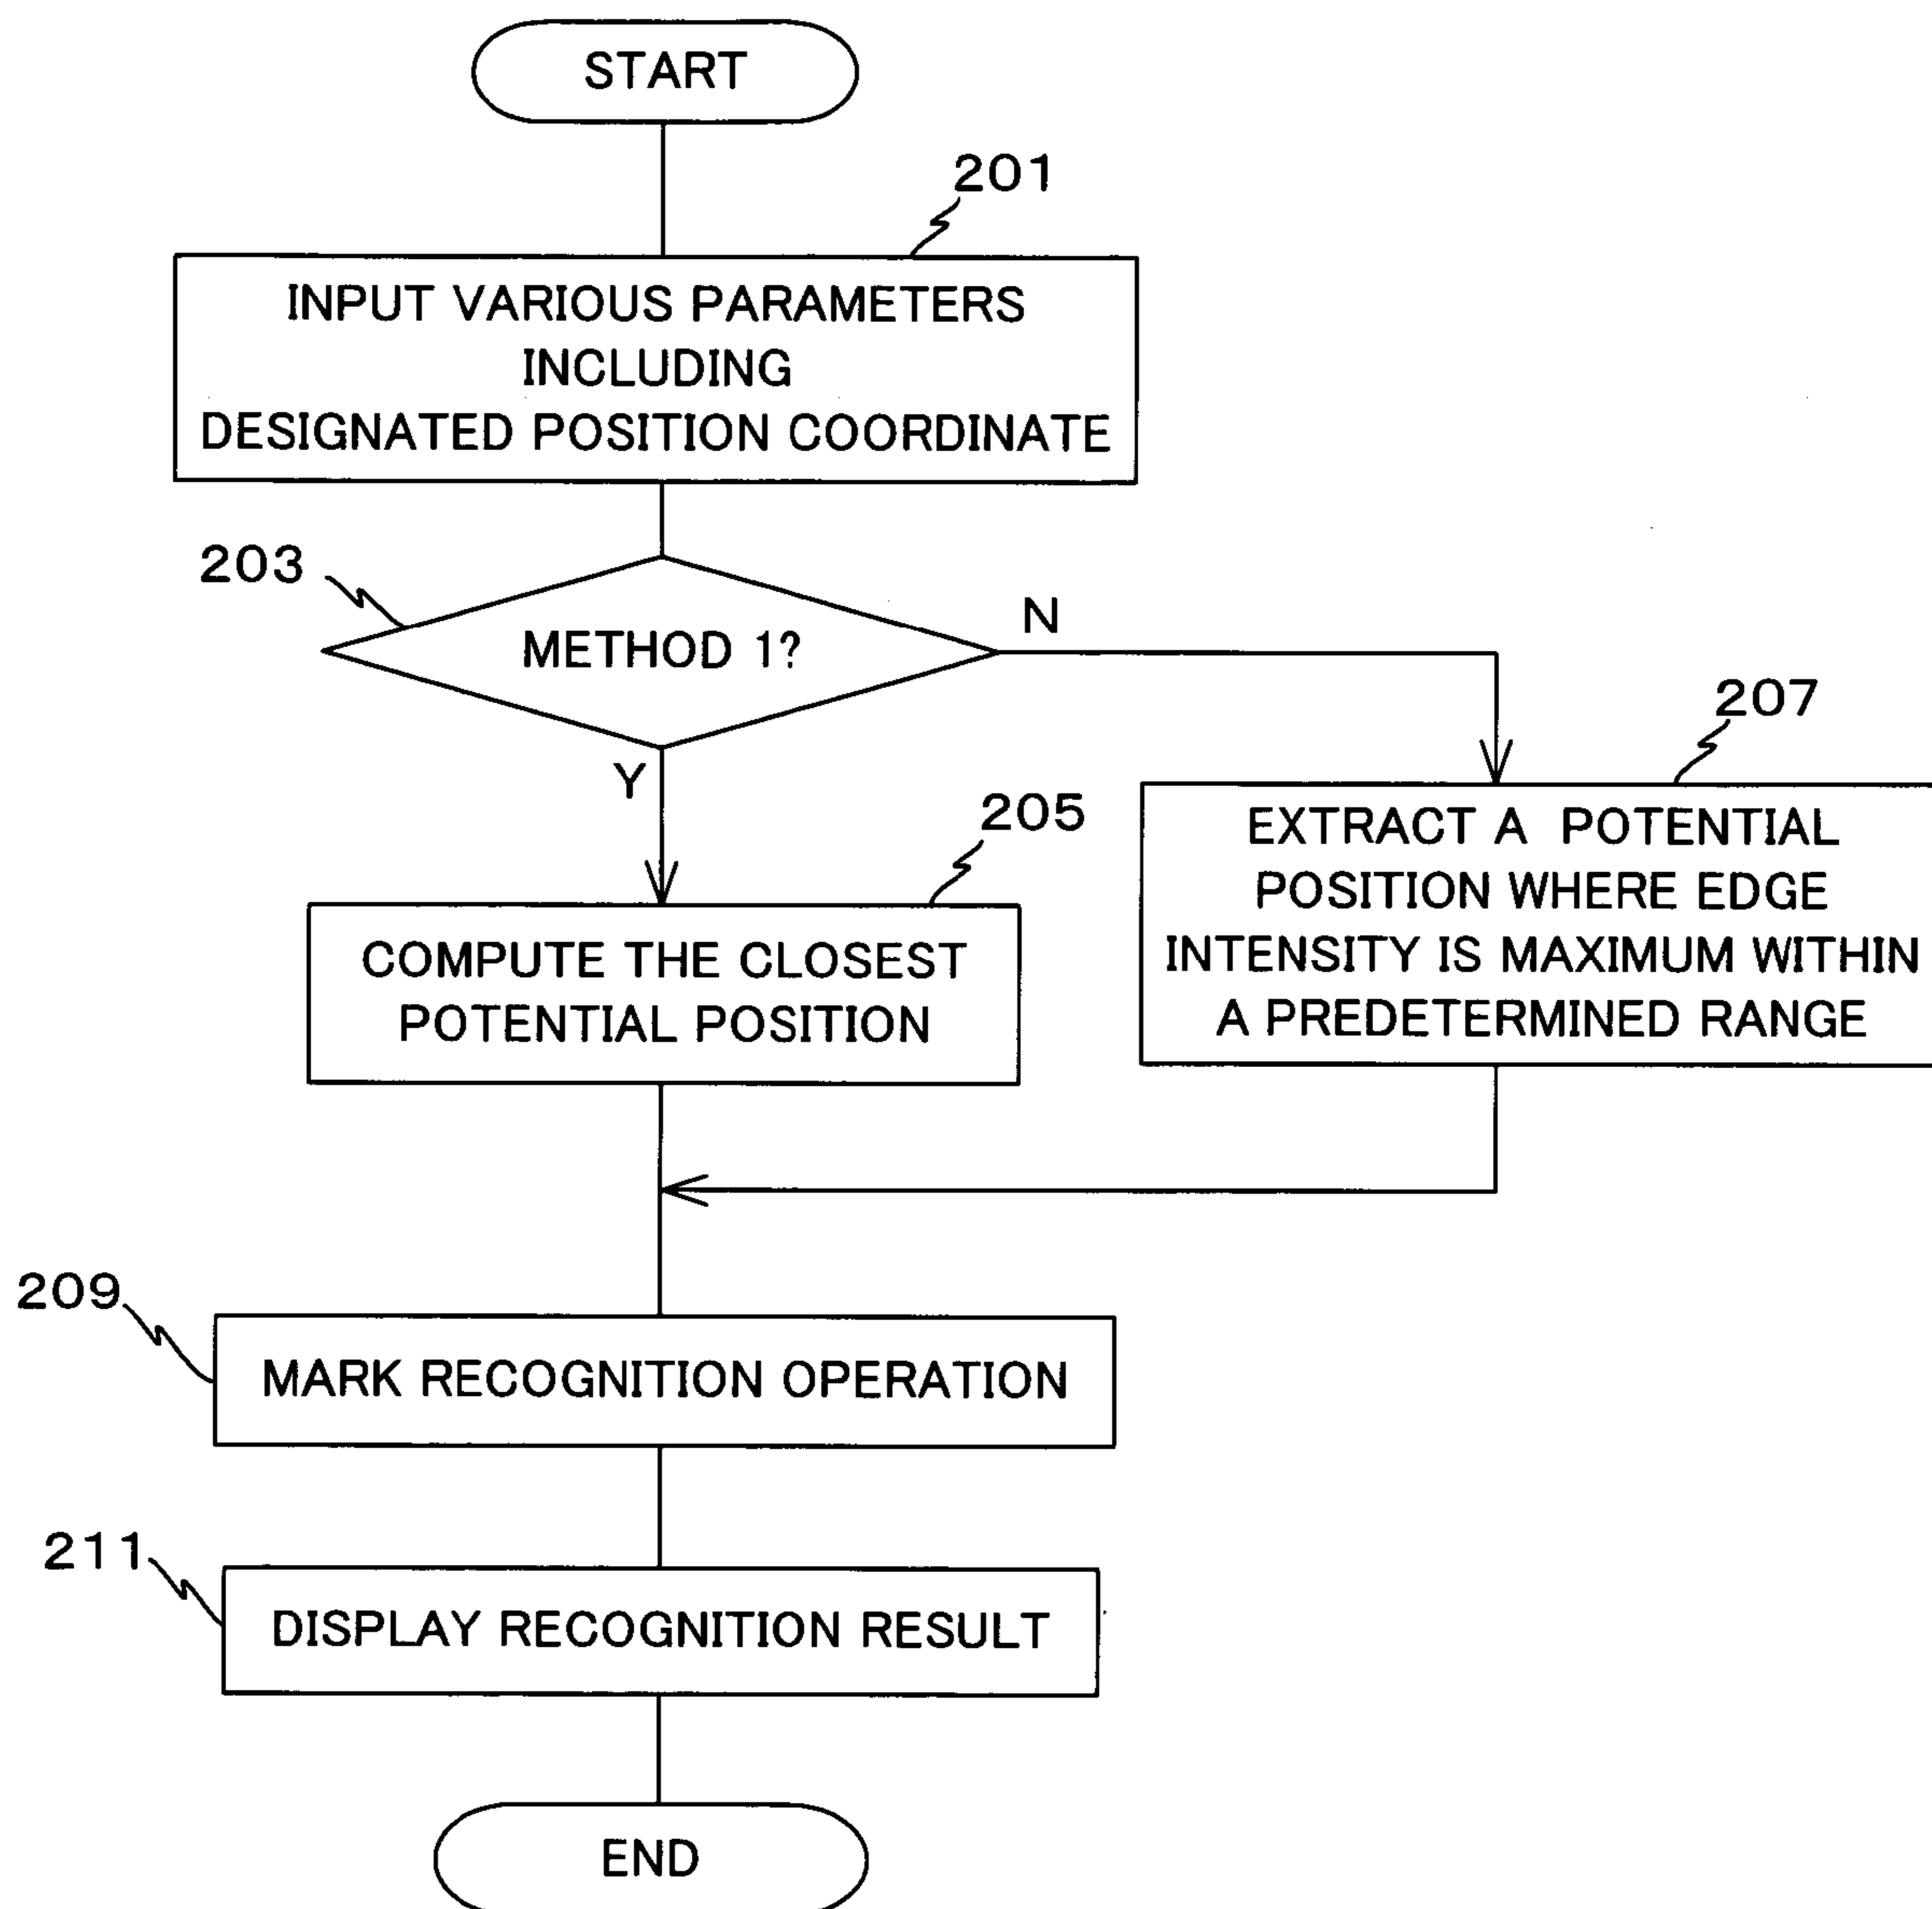 START
201
INPUT VARIOUS PARAMETERS
INCLUDING
DESIGNATED POSITION COORDINATE
203
METHOD 1?
N
Y
207
EXTRACT A POTENTIAL
POSITION WHERE EDGE
INTENSITY IS MAXIMUM WITHIN
A PREDETERMINED RANGE
205
COMPUTE THE CLOSEST
POTENTIAL POSITION
209
MARK RECOGNITION OPERATION
211
DISPLAY RECOGNITION RESULT
END